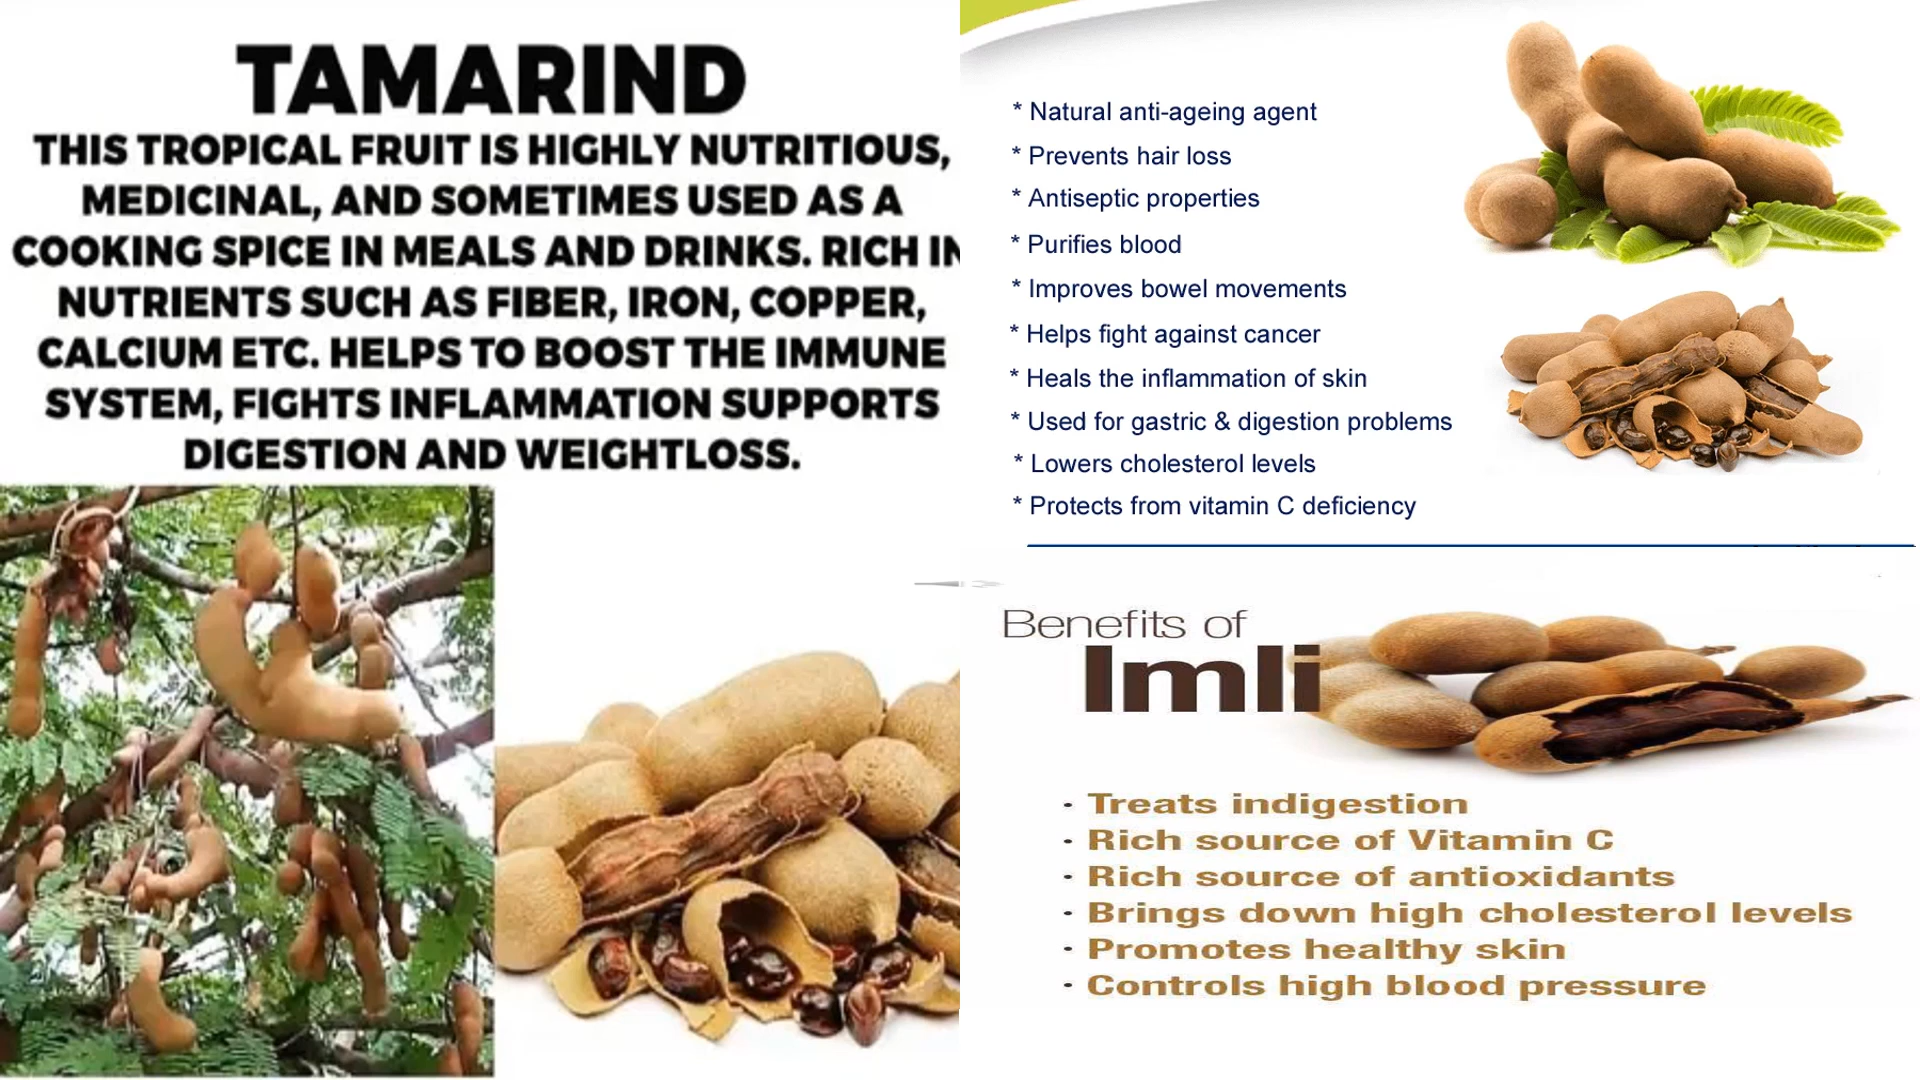 TAMARIND
THIS TROPICAL FRUIT IS HIGHLY NUTRITIOUS,
MEDICINAL, AND SOMETIMES USED AS A
COOKING SPICE IN MEALS AND DRINKS. RICH IN
NUTRIENTS SUCH AS FIBER, IRON, COPPER,
CALCIUM ETC. HELPS TO BOOST THE IMMUNE
SYSTEM, FIGHTS INFLAMMATION SUPPORTS
DIGESTION AND WEIGHTLOSS.
* Natural anti-ageing agent
* Prevents hair loss
* Antiseptic properties
* Purifies blood
* Improves bowel movements
* Helps fight against cancer
* Heals the inflammation of skin
* Used for gastric & digestion problems
* Lowers cholesterol levels
* Protects from vitamin C deficiency
Benefits of
Imli
· Treats indigestion
· Rich source of Vitamin C
· Rich source of antioxidants
· Brings down high cholesterol levels
· Promotes healthy skin
· Controls high blood pressure